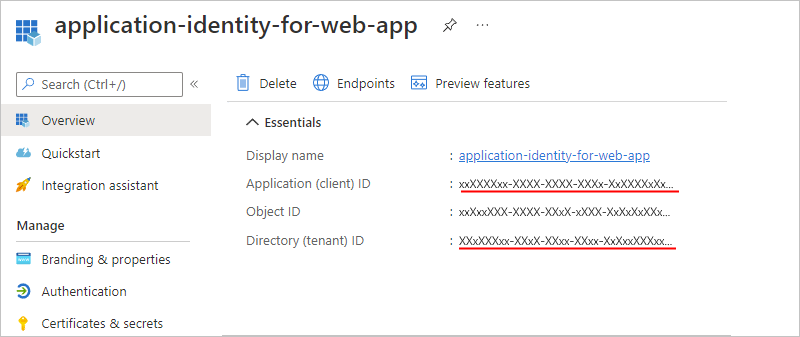 application-identity-for-web-app ...
Search (Ctrl+/) «
Delete Endpoints Preview features
Overview
Quickstart
Integration assistant
Manage
Branding & properties
Authentication
Certificates & secrets
Essentials
Display name : application-identity-for-web-app
Application (client) ID : xxXXXXxx-XXXX-XXXX-XXXx-XxXXXXxXx...
Object ID : xxXxxXXX-XXXX-XXxX-xXXX-XxXxXxXXx...
Directory (tenant) ID : XXxXXXxx-XXxX-XXxx-XXxx-XxXxxXXXxx...